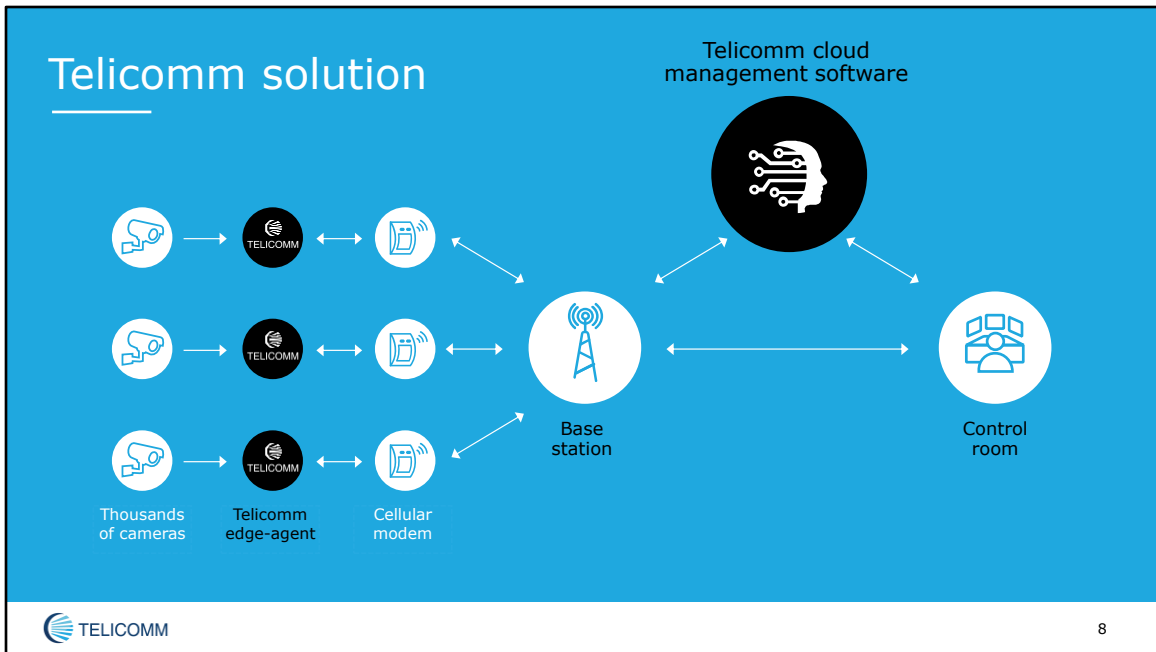 Telicomm solution
Telicomm cloud
management software
TELICOMM
TELICOMM
TELICOMM
Base
station
Control
room
Thousands
of cameras
Telicomm
edge-agent
Cellular
modem
TELICOMM
8